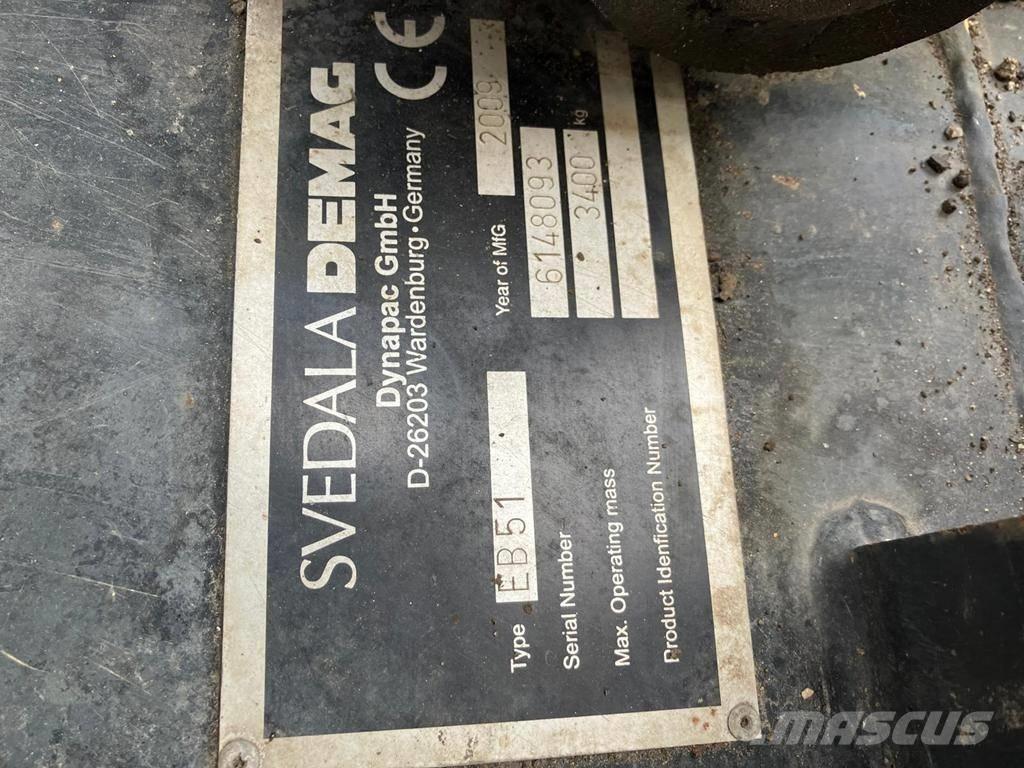 SVEDALA DEMAG
Dynapac GmbH
D-26203 Wardenburg·Germany
CE
Type EB51 Year of MfG 2009
Serial Number 6148093
Max. Operating mass 3400 kg
Product Idenfication Number
MASCUS